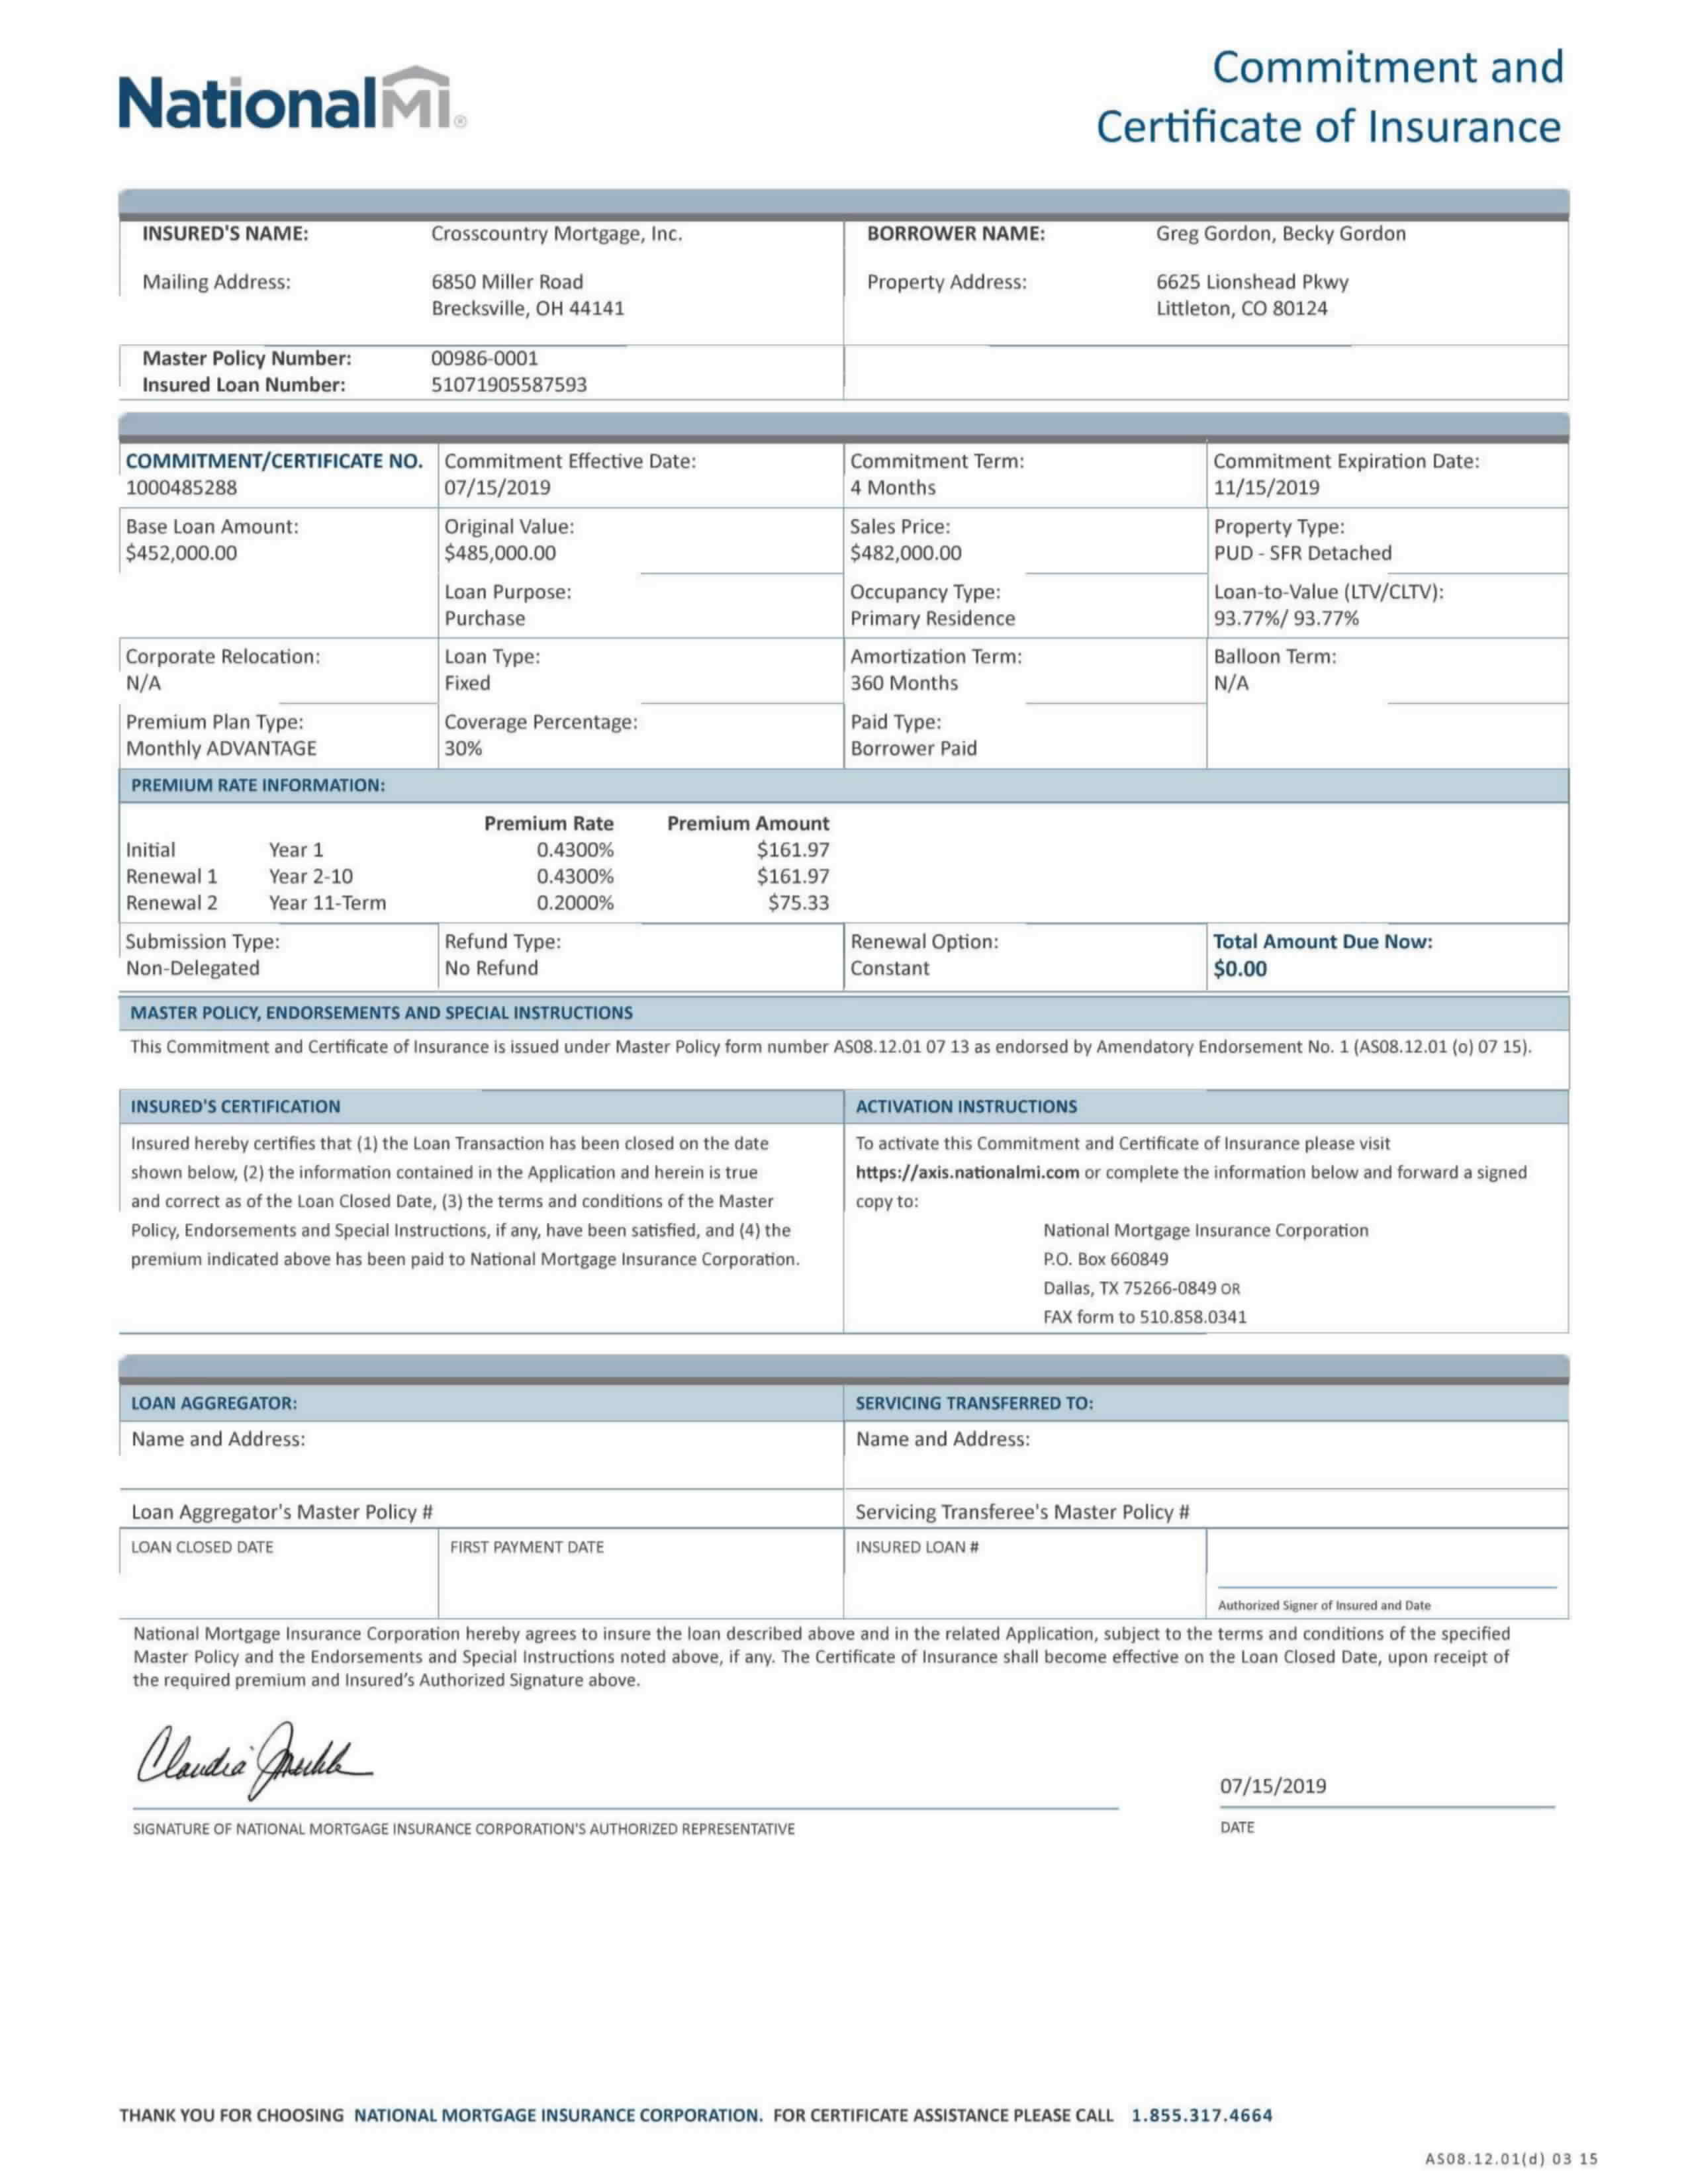 NationalMI®
Commitment and
Certificate of Insurance
INSURED'S NAME: Crosscountry Mortgage, Inc. BORROWER NAME: Greg Gordon, Becky Gordon
Mailing Address: 6850 Miller Road Property Address: 6625 Lionshead Pkwy
Brecksville, OH 44141 Littleton, CO 80124
Master Policy Number: 00986-0001
Insured Loan Number: 51071905587593
COMMITMENT/CERTIFICATE NO. Commitment Effective Date: Commitment Term: Commitment Expiration Date:
1000485288 07/15/2019 4 Months 11/15/2019
Base Loan Amount: Original Value: Sales Price: Property Type:
$452,000.00 $485,000.00 $482,000.00 PUD - SFR Detached
Loan Purpose: Occupancy Type: Loan-to-Value (LTV/CLTV):
Purchase Primary Residence 93.77%/ 93.77%
Corporate Relocation: Loan Type: Amortization Term: Balloon Term:
N/A Fixed 360 Months N/A
Premium Plan Type: Coverage Percentage: Paid Type:
Monthly ADVANTAGE 30% Borrower Paid
PREMIUM RATE INFORMATION:
Premium Rate Premium Amount
Initial Year 1 0.4300% $161.97
Renewal 1 Year 2-10 0.4300% $161.97
Renewal 2 Year 11-Term 0.2000% $75.33
Submission Type: Refund Type: Renewal Option: Total Amount Due Now:
Non-Delegated No Refund Constant $0.00
MASTER POLICY, ENDORSEMENTS AND SPECIAL INSTRUCTIONS
This Commitment and Certificate of Insurance is issued under Master Policy form number AS08.12.01 07 13 as endorsed by Amendatory Endorsement No. 1 (AS08.12.01 (o) 07 15).
INSURED'S CERTIFICATION
Insured hereby certifies that (1) the Loan Transaction has been closed on the date
shown below, (2) the information contained in the Application and herein is true
and correct as of the Loan Closed Date, (3) the terms and conditions of the Master
Policy, Endorsements and Special Instructions, if any, have been satisfied, and (4) the
premium indicated above has been paid to National Mortgage Insurance Corporation.
ACTIVATION INSTRUCTIONS
To activate this Commitment and Certificate of Insurance please visit
https://axis.nationalmi.com or complete the information below and forward a signed
copy to:
National Mortgage Insurance Corporation
P.O. Box 660849
Dallas, TX 75266-0849 OR
FAX form to 510.858.0341
LOAN AGGREGATOR: SERVICING TRANSFERRED TO:
Name and Address: Name and Address:
Loan Aggregator's Master Policy # Servicing Transferee's Master Policy #
LOAN CLOSED DATE FIRST PAYMENT DATE INSURED LOAN #
Authorized Signer of Insured and Date
National Mortgage Insurance Corporation hereby agrees to insure the loan described above and in the related Application, subject to the terms and conditions of the specified
Master Policy and the Endorsements and Special Instructions noted above, if any. The Certificate of Insurance shall become effective on the Loan Closed Date, upon receipt of
the required premium and Insured's Authorized Signature above.
Claudia
07/15/2019
SIGNATURE OF NATIONAL MORTGAGE INSURANCE CORPORATION'S AUTHORIZED REPRESENTATIVE DATE
THANK YOU FOR CHOOSING NATIONAL MORTGAGE INSURANCE CORPORATION. FOR CERTIFICATE ASSISTANCE PLEASE CALL 1.855.317.4664
AS08.12.01(d) 03 15